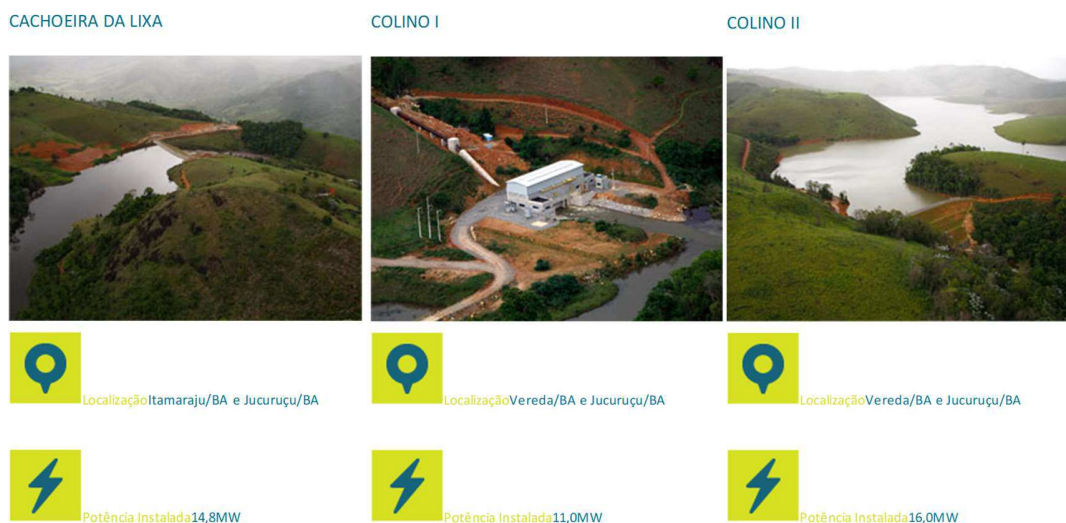 CACHOEIRA DA LIXA
COLINO I
COLINO II
LocalizaçãoItamaraju/BA e Jucuruçu/BA
LocalizaçãoVereda/BA e Jucuruçu/BA
LocalizaçãoVereda/BA e Jucuruçu/BA
Potência Instalada14,8MW
Potência Instalada11,0MW
Potência Instalada16,0MW